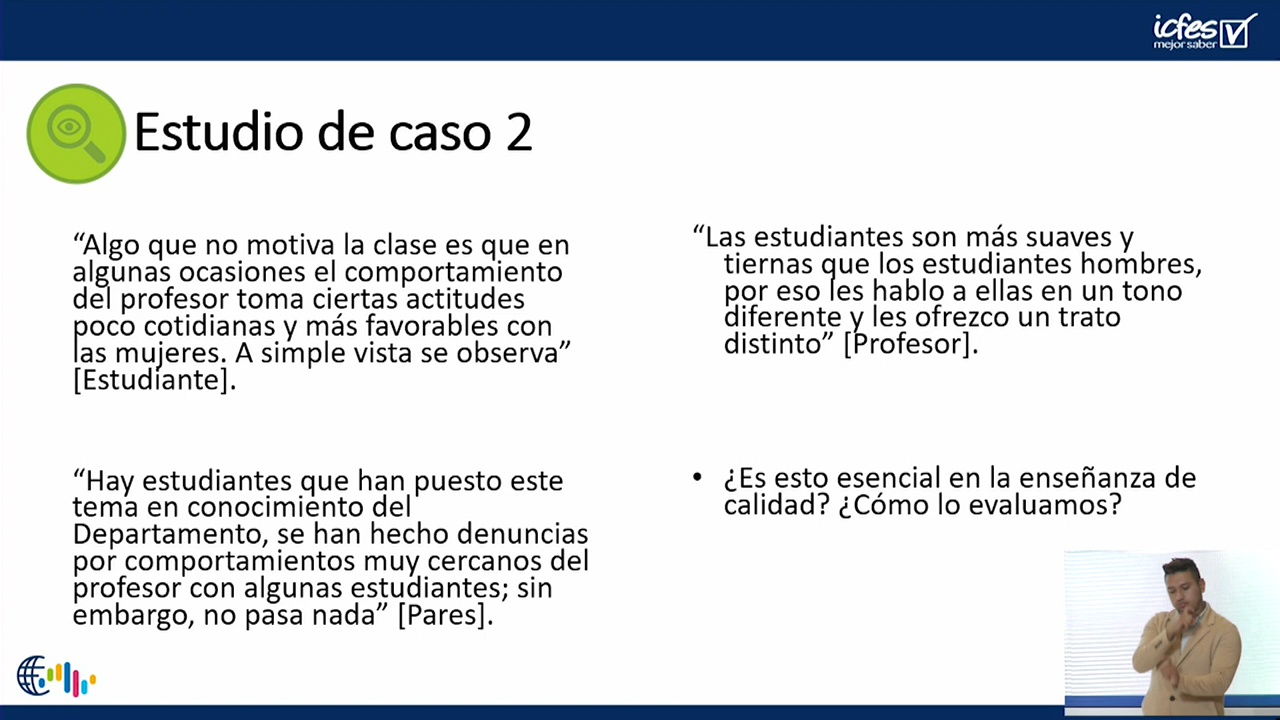 icfes
mejor saber
Estudio de caso 2
“Algo que no motiva la clase es que en
algunas ocasiones el comportamiento
del profesor toma ciertas actitudes
poco cotidianas y más favorables con
las mujeres. A simple vista se observa”
[Estudiante].
“Hay estudiantes que han puesto este
tema en conocimiento del
Departamento, se han hecho denuncias
por comportamientos muy cercanos del
profesor con algunas estudiantes; sin
embargo, no pasa nada” [Pares].
“Las estudiantes son más suaves y
tiernas que los estudiantes hombres,
por eso les hablo a ellas en un tono
diferente y les ofrezco un trato
distinto” [Profesor].
• ¿Es esto esencial en la enseñanza de
calidad? ¿Cómo lo evaluamos?